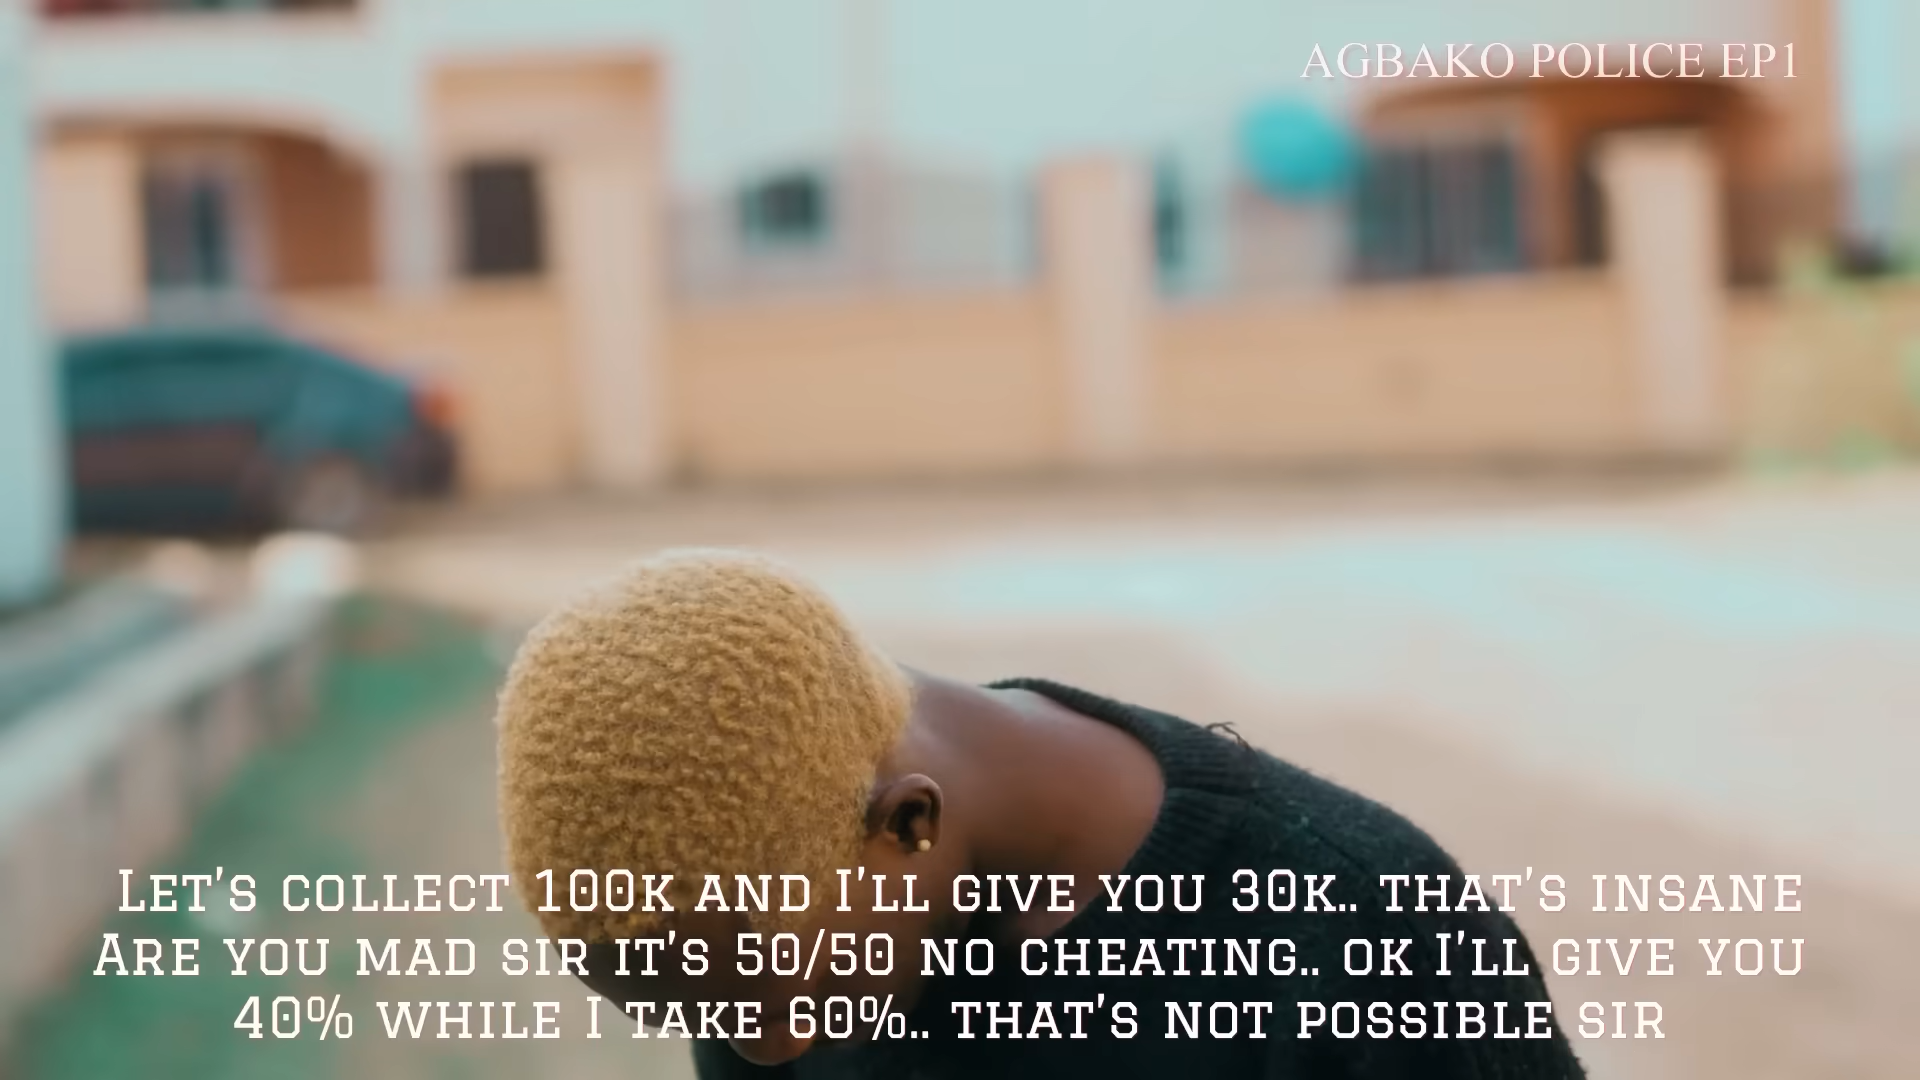 AGBAKO POLICE EP1
Let's collect 100k and I'll give you 30k.. that's insane
Are you mad sir it's 50/50 no cheating.. ok I'll give you
40% while I take 60%.. that's not possible sir